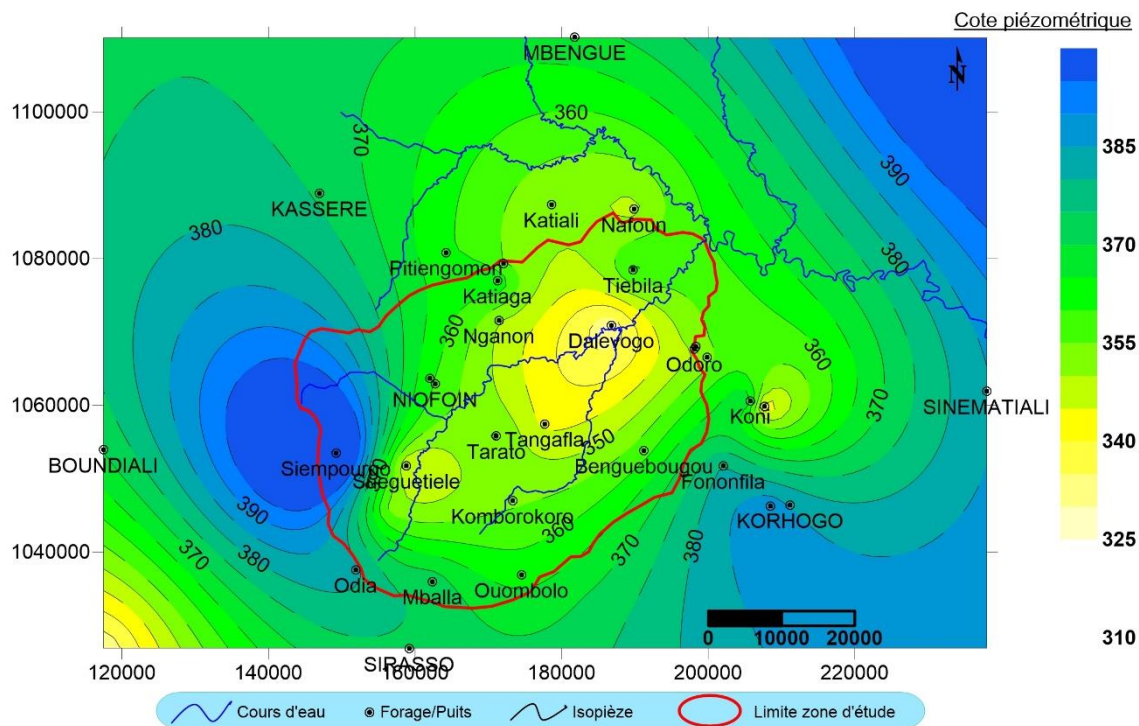 Cote piézométrique
MBENGUE
N
1100000
360
370
390
385
KASSERE
Katiali
Nafoun
380
380
370
1080000
Pitiengomon
Tiebila
Katiaga
360
Nganon
Dalevogo
355
Odoro
360
NIOFOIN
370
1060000
Koni
SINEMATIALI
340
Tangafla
350
Tarato
BOUNDIALI
Siempourgo
Benguebougou
Fononfila
Seguetiele
390
Komborokoro
KORHOGO
360
325
370
380
370
380
1040000
Odia
Mballa
Ouombolo
0 10000 20000
310
SIRASSO
120000 140000 160000 180000 200000 220000
Cours d'eau Forage/Puits Isopièze Limite zone d'étude